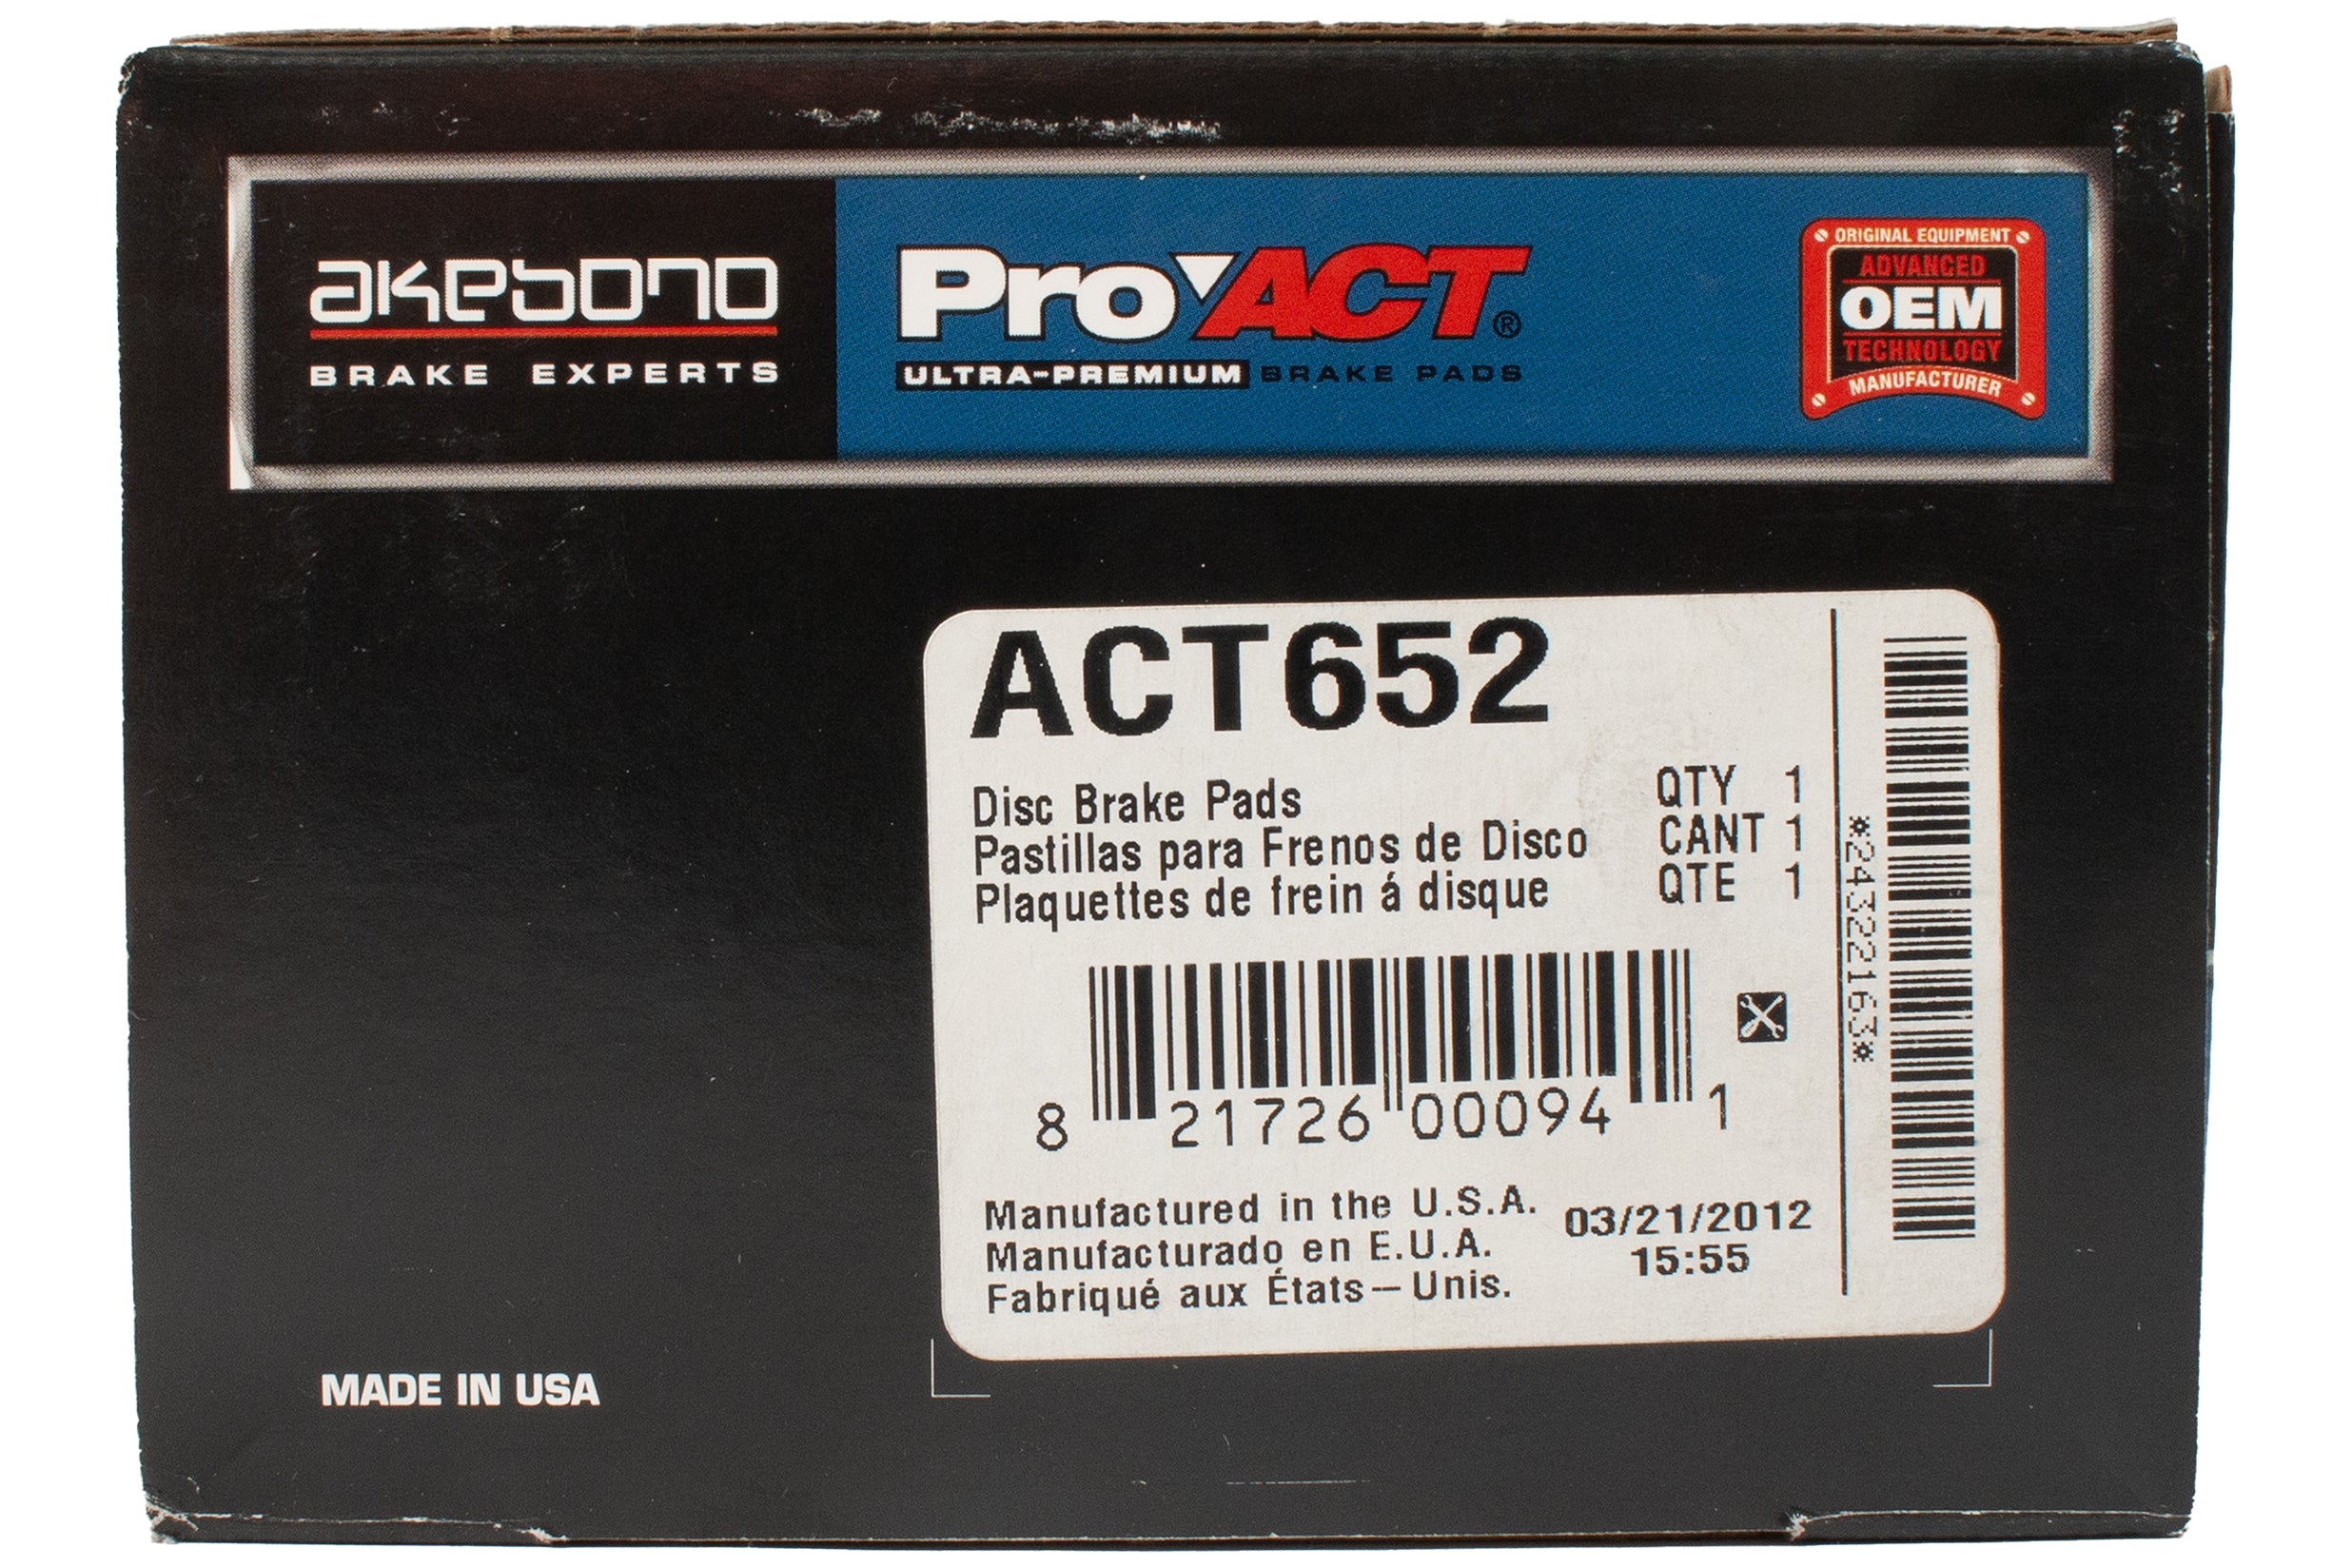 akebono
BRAKE EXPERTS
ProACT®
ULTRA-PREMIUM BRAKE PADS
ORIGINAL EQUIPMENT
ADVANCED
OEM
TECHNOLOGY
MANUFACTURER
ACT652
Disc Brake Pads QTY 1
Pastillas para Frenos de Disco CANT 1
Plaquettes de frein á disque QTE 1
8 21726 00094 1
*24322163*
Manufactured in the U.S.A.
Manufacturado en E.U.A.
Fabriqué aux États-Unis.
03/21/2012
15:55
MADE IN USA